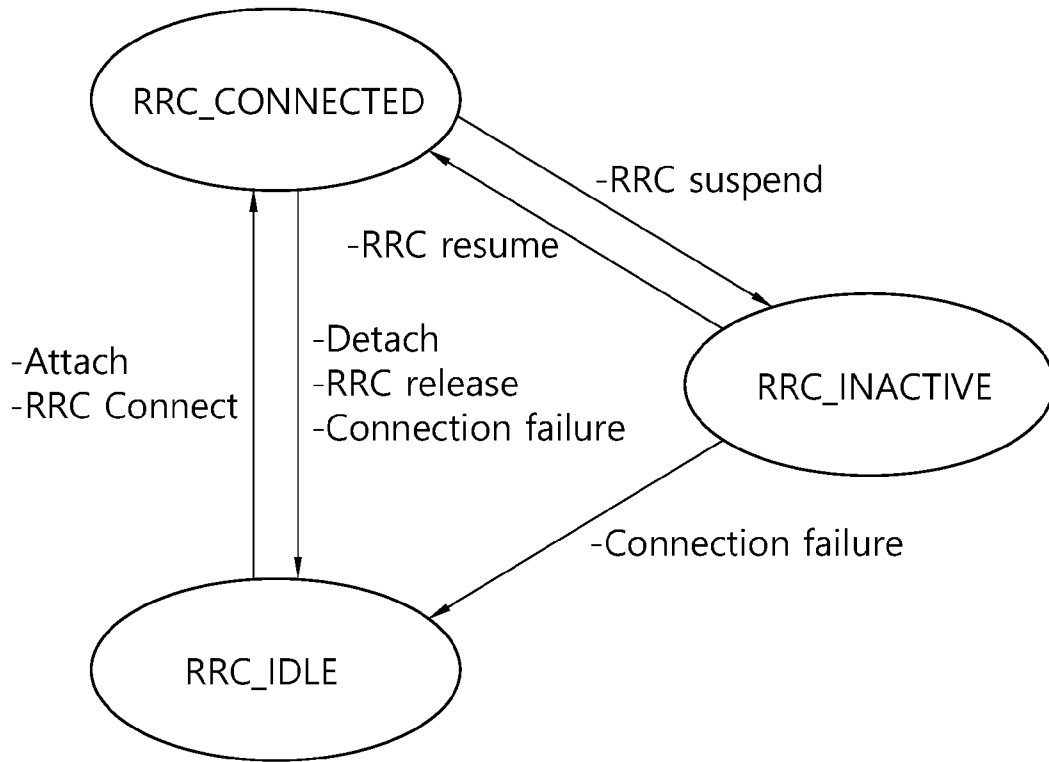 RRC_CONNECTED
-RRC suspend
-RRC resume
-Attach
-RRC Connect
-Detach
-RRC release
-Connection failure
RRC_INACTIVE
-Connection failure
RRC_IDLE